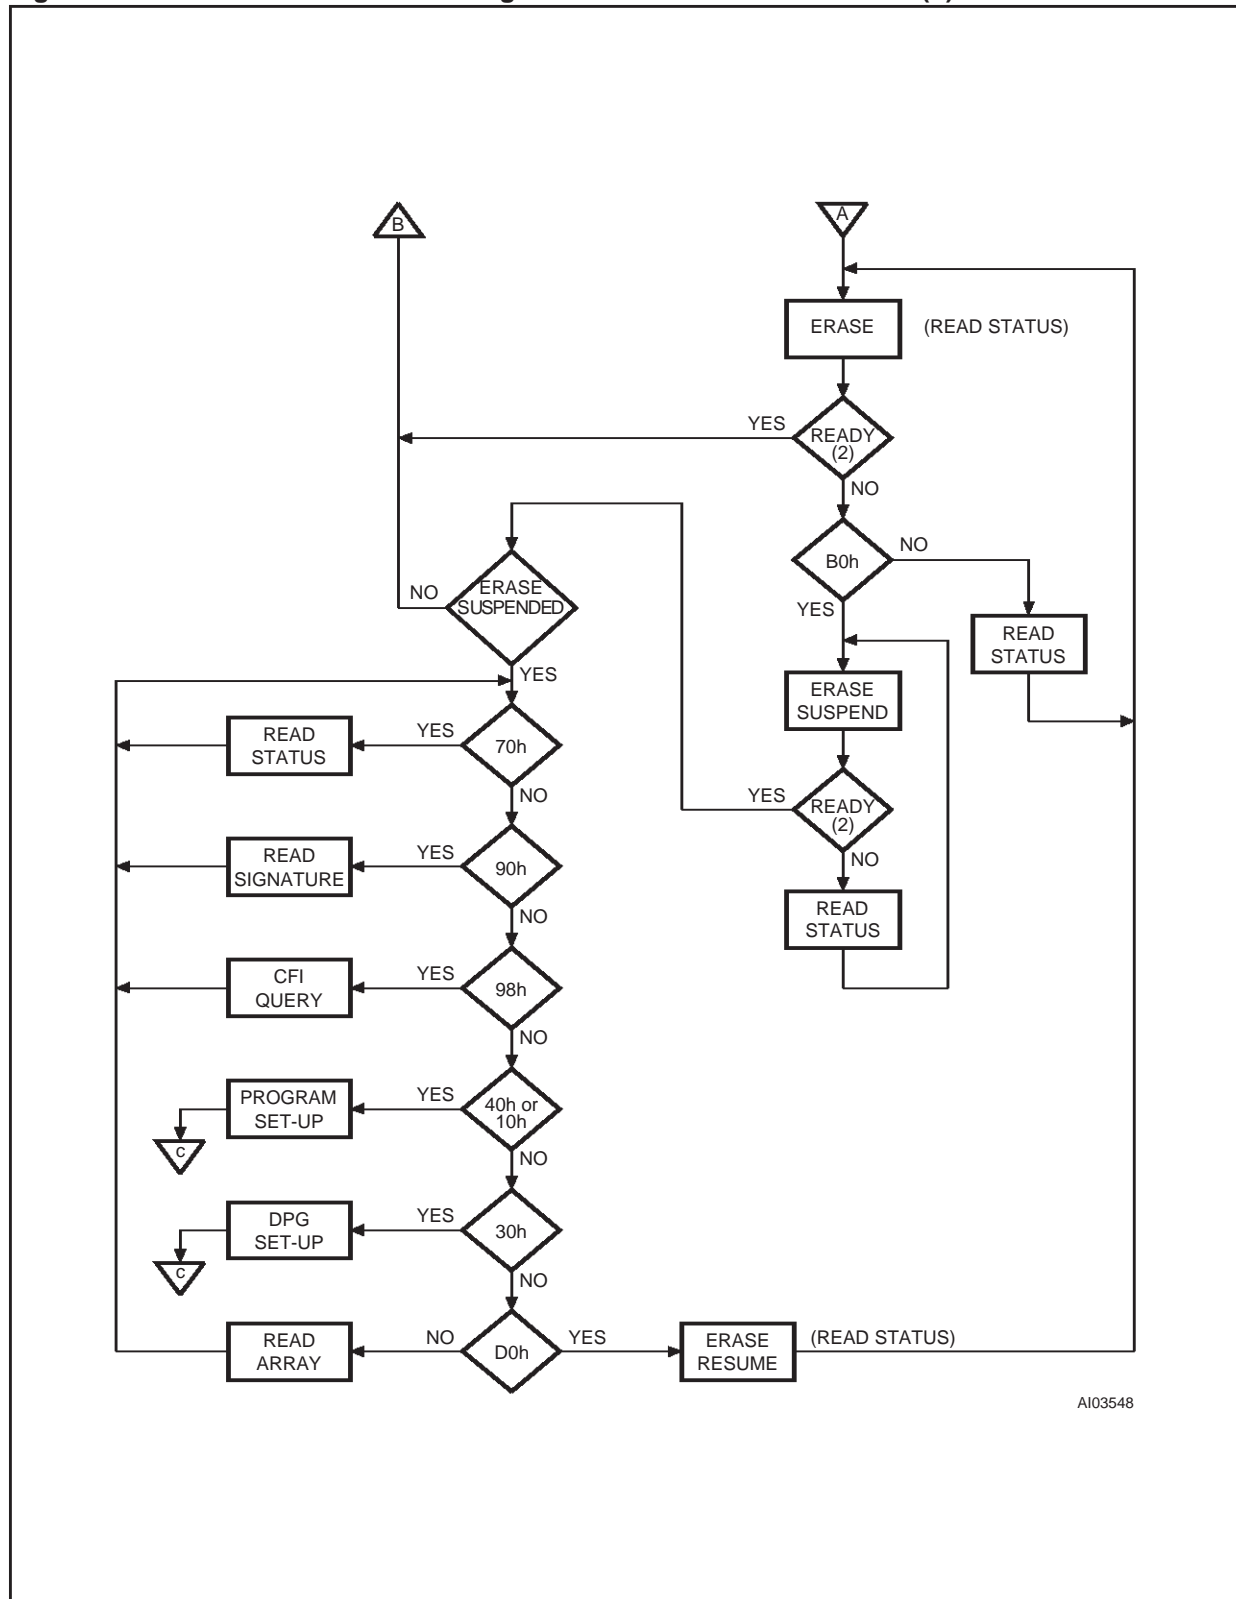 B
A
ERASE
(READ STATUS)
YES
READY
(2)
NO
B0h
NO
YES
ERASE
SUSPENDED
NO
YES
READ
STATUS
ERASE
SUSPEND
READ
STATUS
YES
70h
NO
YES
READY
(2)
NO
READ
SIGNATURE
YES
90h
NO
READ
STATUS
CFI
QUERY
YES
98h
NO
PROGRAM
SET-UP
YES
40h or
10h
NO
c
DPG
SET-UP
YES
30h
NO
c
READ
ARRAY
NO
D0h
YES
ERASE
RESUME
(READ STATUS)
AI03548